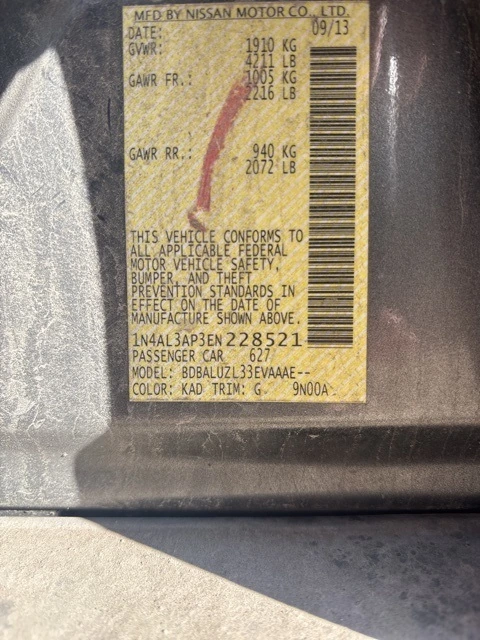 MFD BY NISSAN MOTOR CO., LTD.
DATE: 09/13
GVWR: 1910 KG
4211 LB
GAWR FR.: 1005 KG
2216 LB
GAWR RR.: 940 KG
2072 LB
THIS VEHICLE CONFORMS TO
ALL APPLICABLE FEDERAL
MOTOR VEHICLE SAFETY,
BUMPER, AND THEFT
PREVENTION STANDARDS IN
EFFECT ON THE DATE OF
MANUFACTURE SHOWN ABOVE.
1N4AL3AP3EN228521
PASSENGER CAR 627
MODEL: BDBALUZL33EVAAAE--
COLOR: KAD TRIM: G 9N00A